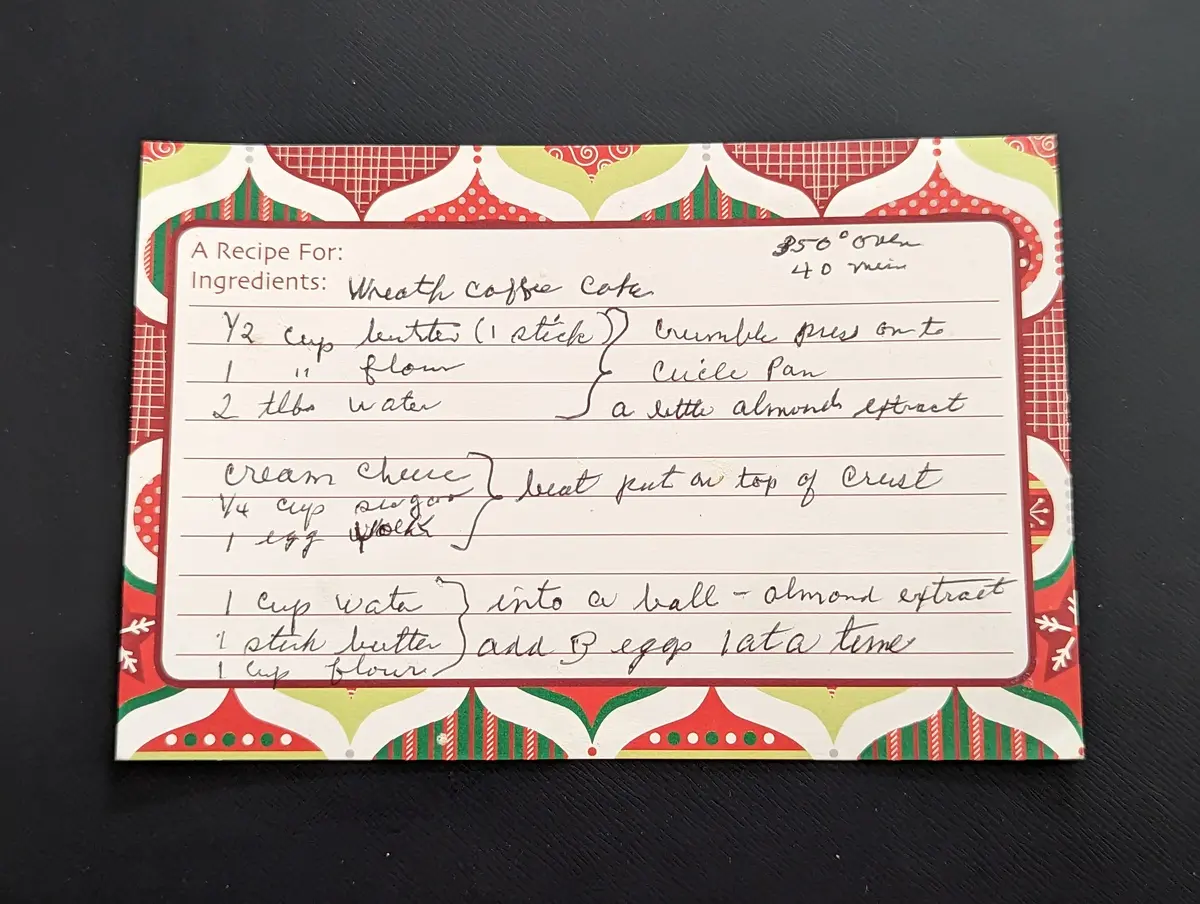 A Recipe For:
350° oven
40 min
Ingredients: Wreath coffee cake
1/2 cup butter (1 stick) } Crumble press onto
1 " flour Cicle Pan
2 tlbs water a little almond extract
cream cheese } beat put on top of Crust
1/4 cup sugar
1 egg yolk
1 cup water } into a ball - almond extract
1 stick butter add 3 eggs 1 at a time
1 cup flour